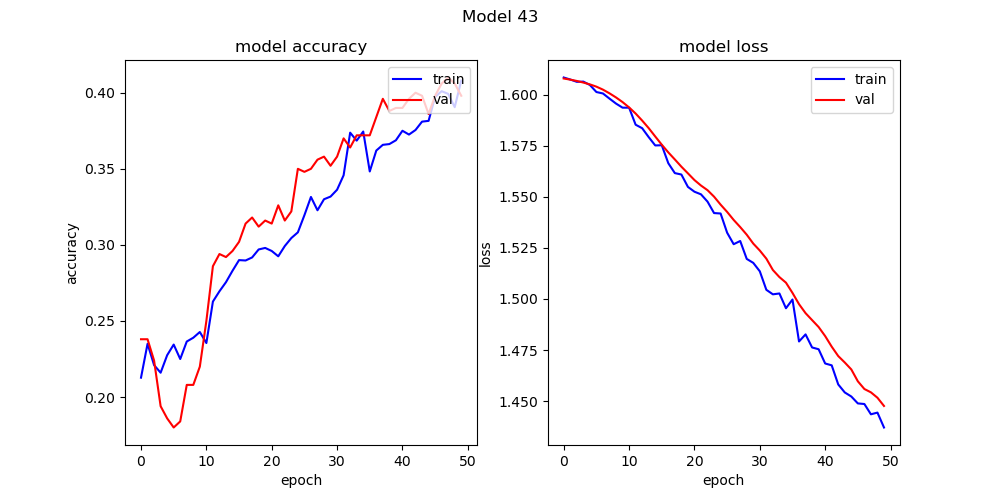 Model 43
model accuracy
train
val
0.40
0.35
0.30
0.25
0.20
accuracy
0 10 20 30 40 50
epoch
model loss
train
val
1.600
1.575
1.550
1.525
1.500
1.475
1.450
loss
0 10 20 30 40 50
epoch